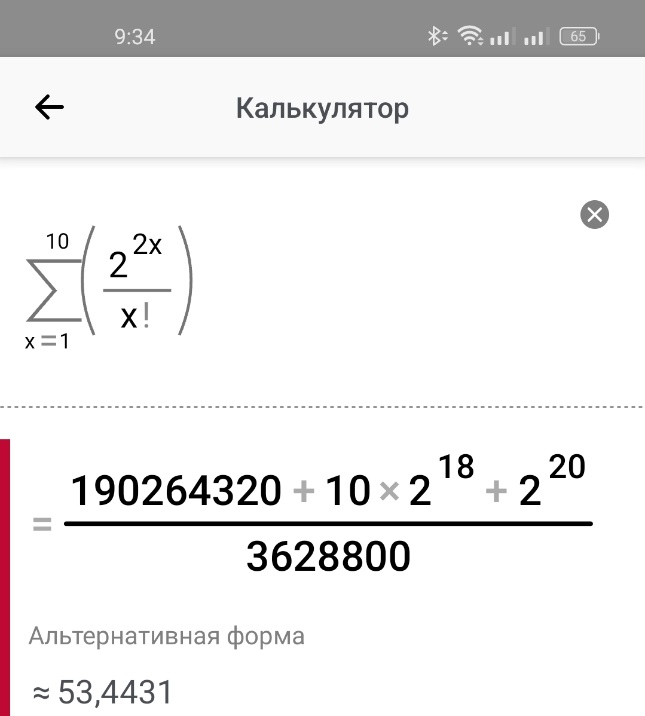 9:34 65
Калькулятор
10
∑ (2^2x / x!)
x=1
= (190264320 + 10 × 2^18 + 2^20) / 3628800
Альтернативная форма
≈ 53,4431